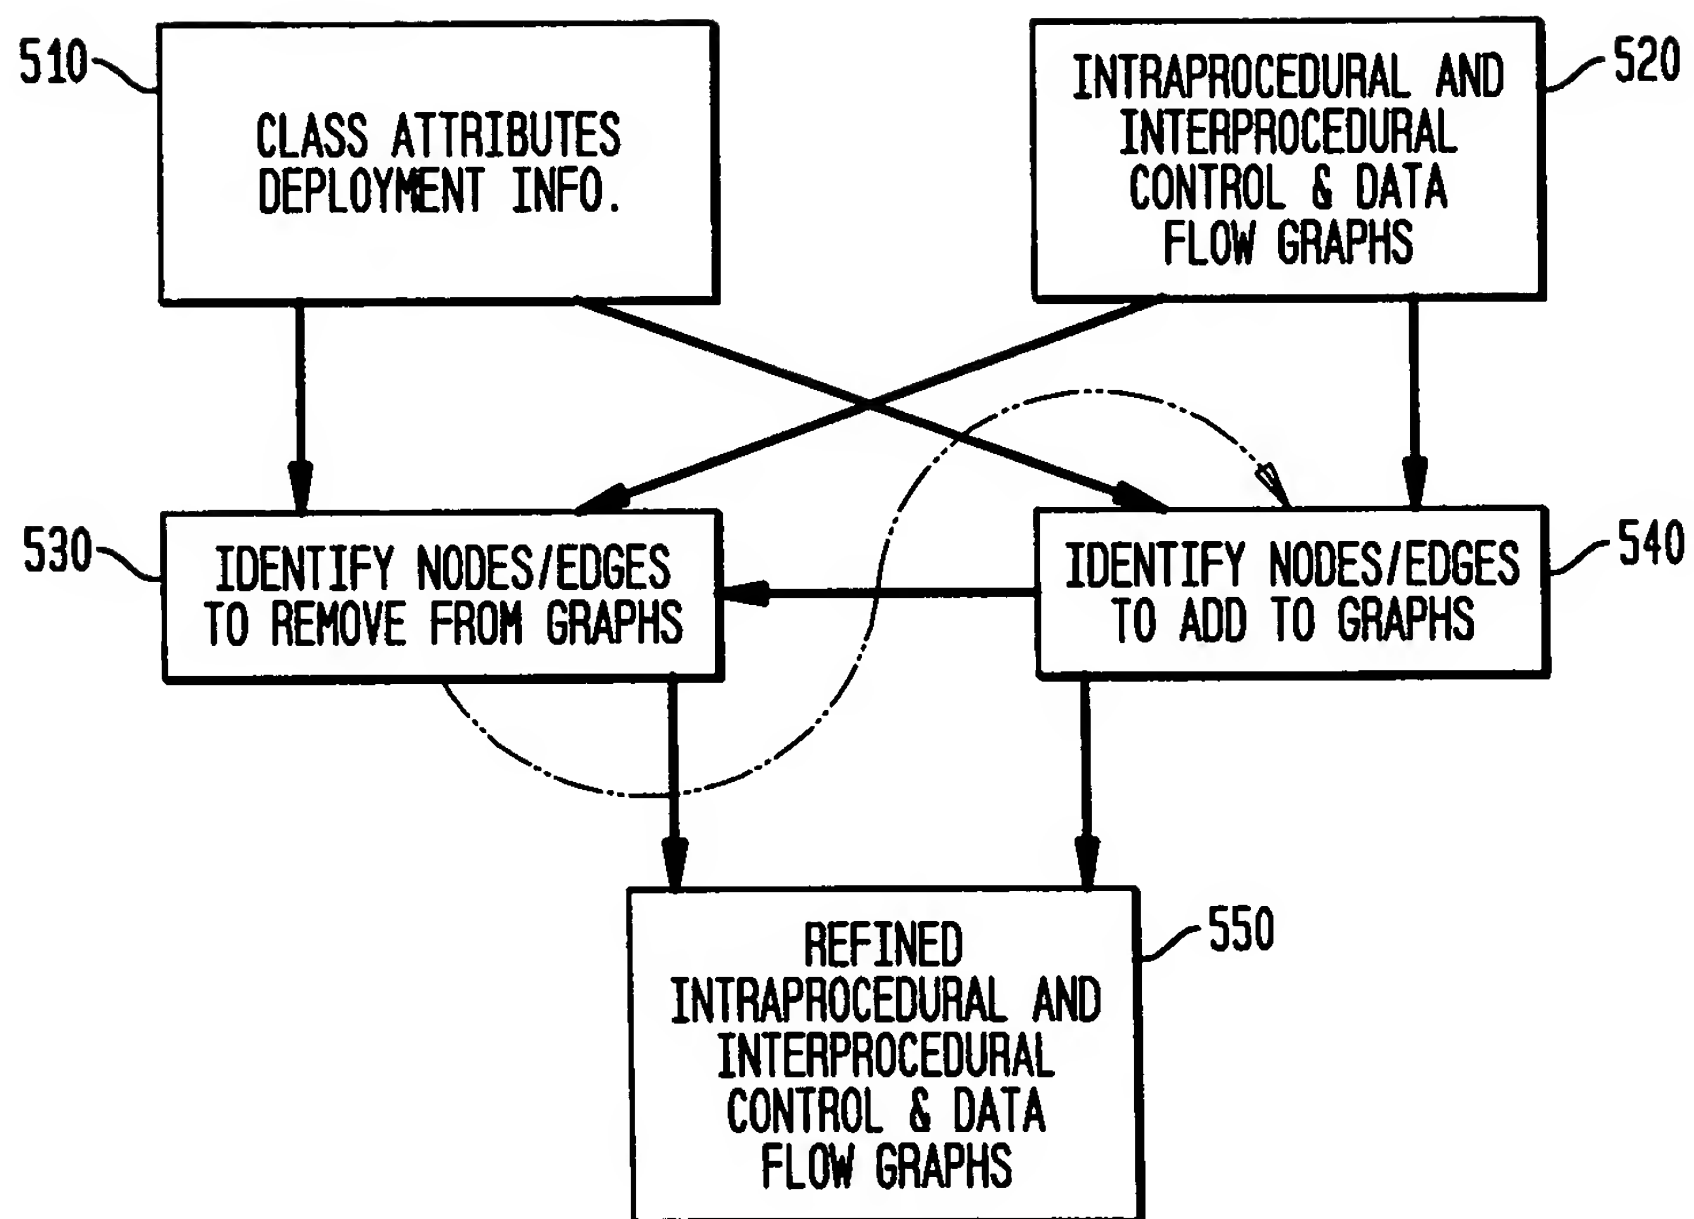 510
CLASS ATTRIBUTES
DEPLOYMENT INFO.
520
INTRAPROCEDURAL AND
INTERPROCEDURAL
CONTROL & DATA
FLOW GRAPHS
530
IDENTIFY NODES/EDGES
TO REMOVE FROM GRAPHS
540
IDENTIFY NODES/EDGES
TO ADD TO GRAPHS
550
REFINED
INTRAPROCEDURAL AND
INTERPROCEDURAL
CONTROL & DATA
FLOW GRAPHS